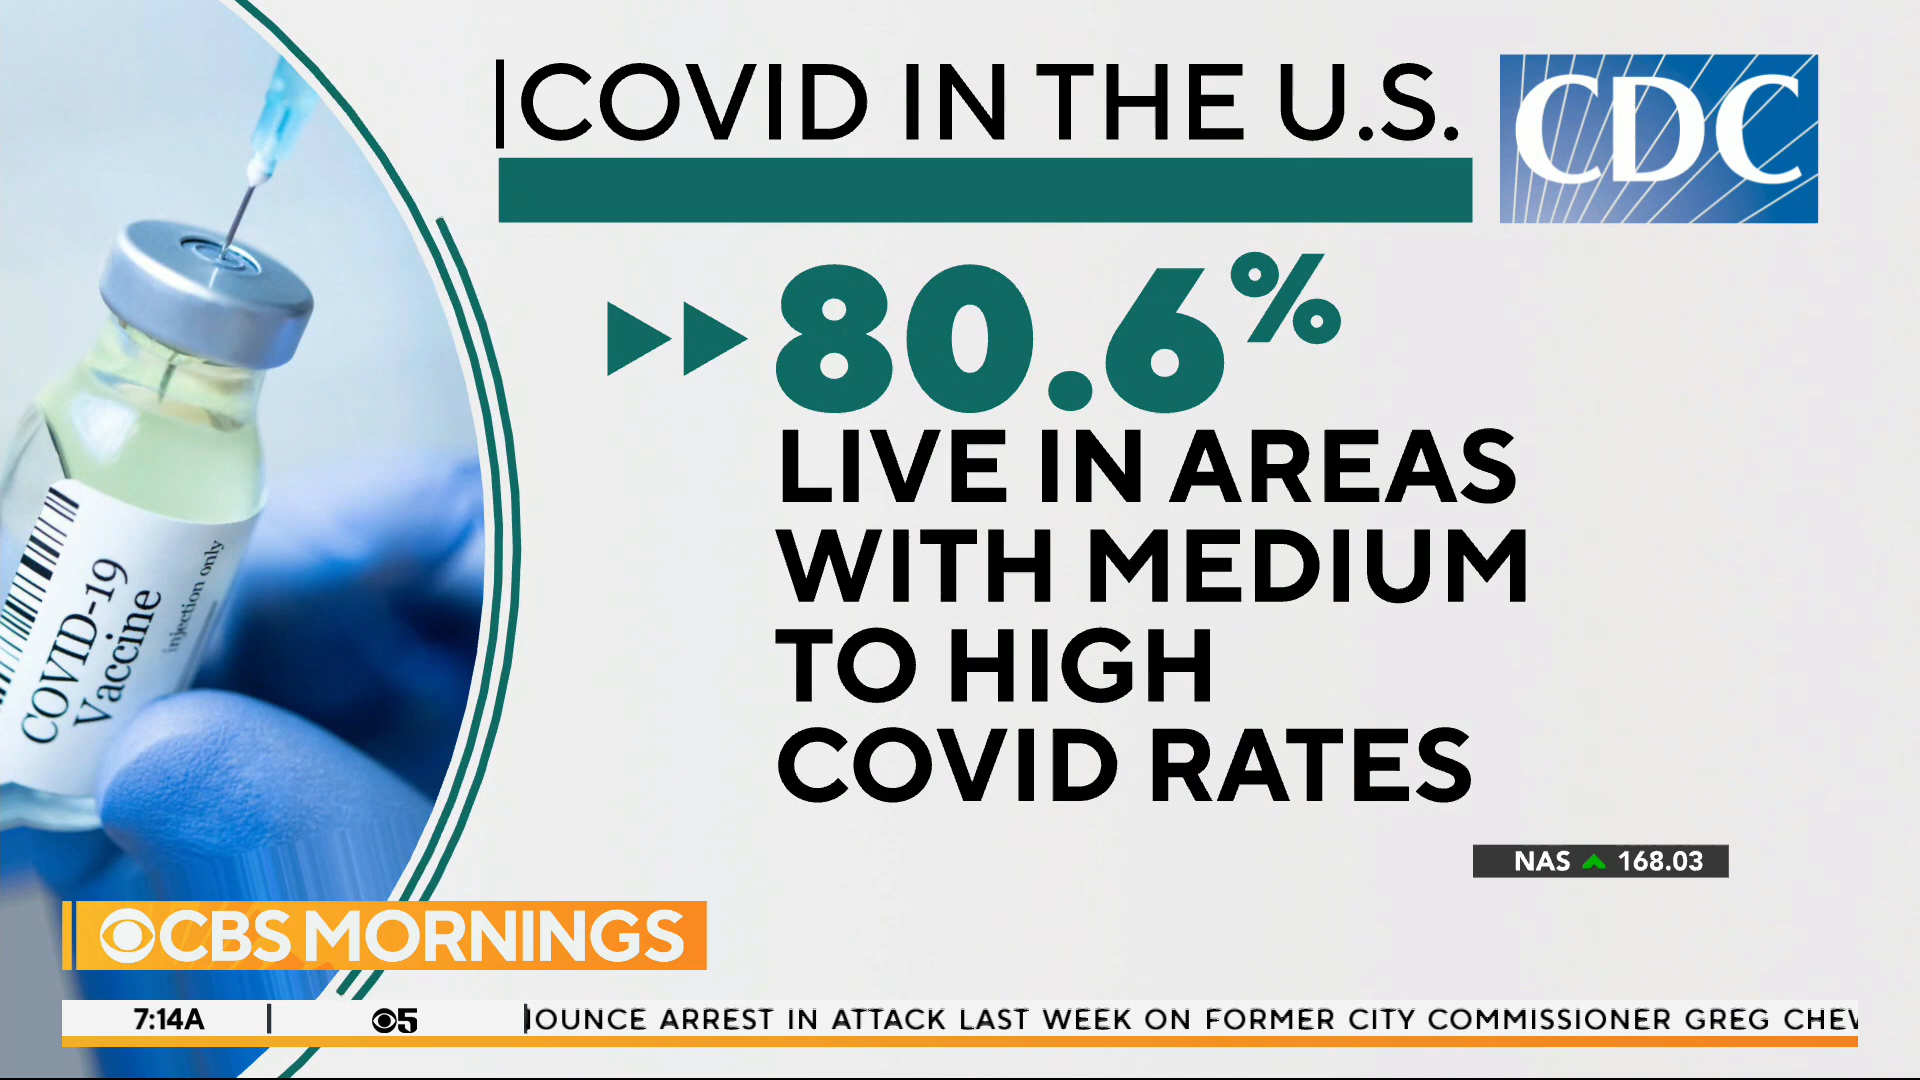 COVID IN THE U.S.
CDC
80.6%
LIVE IN AREAS
WITH MEDIUM
TO HIGH
COVID RATES
COVID-19
Vaccine
injection only
NAS 168.03
CBS MORNINGS
7:14A
5
OUNCE ARREST IN ATTACK LAST WEEK ON FORMER CITY COMMISSIONER GREG CHEV